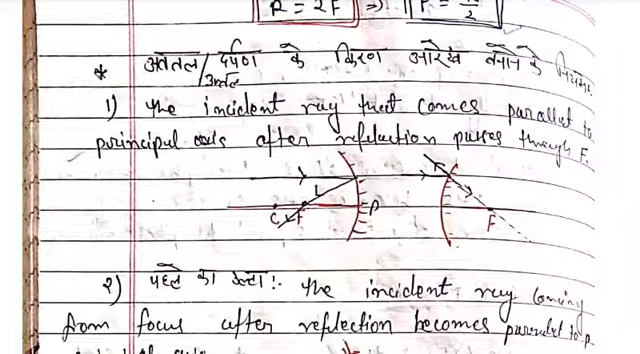 R = 2F ⇒ F = R/2
* अवतल / दर्पण के किरण आरेख बनाने के नियम
उत्तल
1) The incident ray that comes parallel to
principal axis after reflection passes through F.
C F P F
2) पहले का उल्टा :- The incident ray coming
from focus after reflection becomes parallel to p.